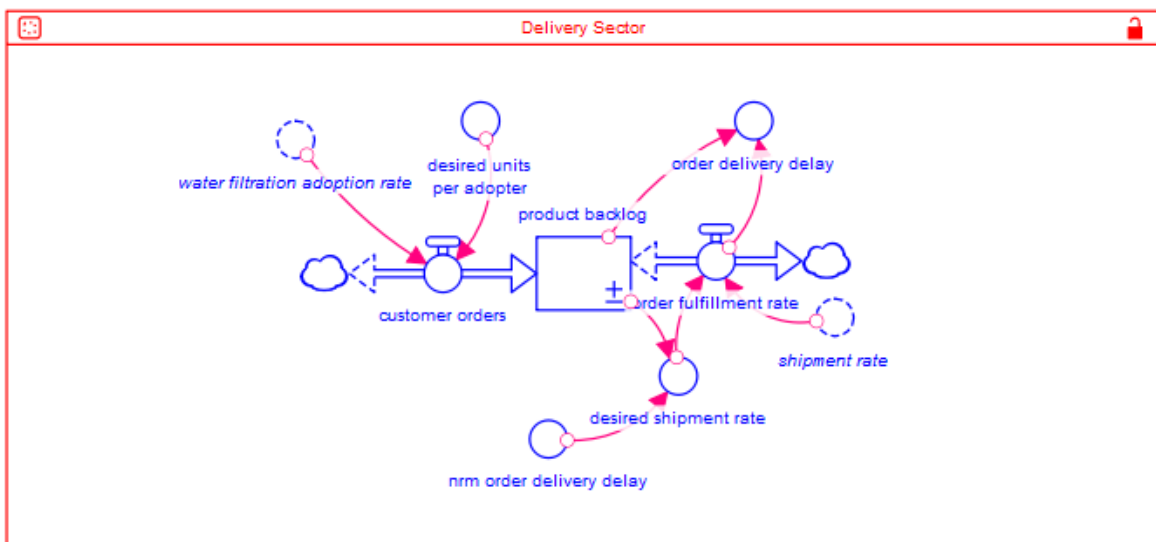 Delivery Sector
water filtration adoption rate
desired units
per adopter
order delivery delay
product backlog
customer orders
order fulfillment rate
shipment rate
desired shipment rate
nrm order delivery delay